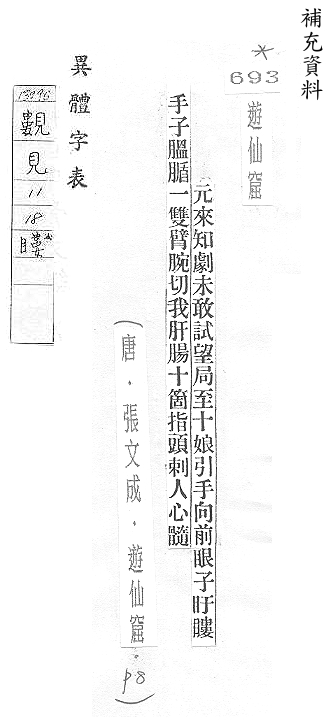 補充資料
*
693
遊仙窟
元來知劇未敢試望局至十娘引手向前眼子盱瞜
手子膃腯一雙臂腕切我肝腸十箇指頭刺人心髓
(唐．張文成．遊仙窟．p8)
異體字表
覼
見
11
18
瞜